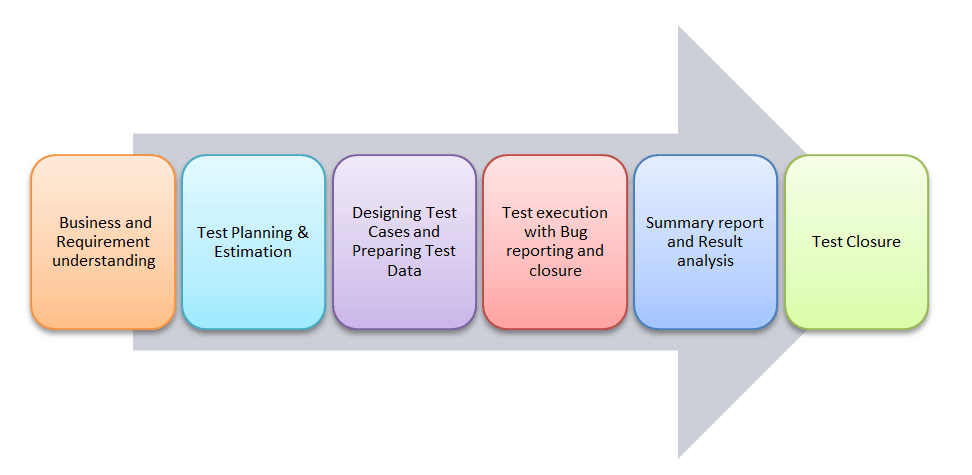 Business and
Requirement
understanding
Test Planning &
Estimation
Designing Test
Cases and
Preparing Test
Data
Test execution
with Bug
reporting and
closure
Summary report
and Result
analysis
Test Closure